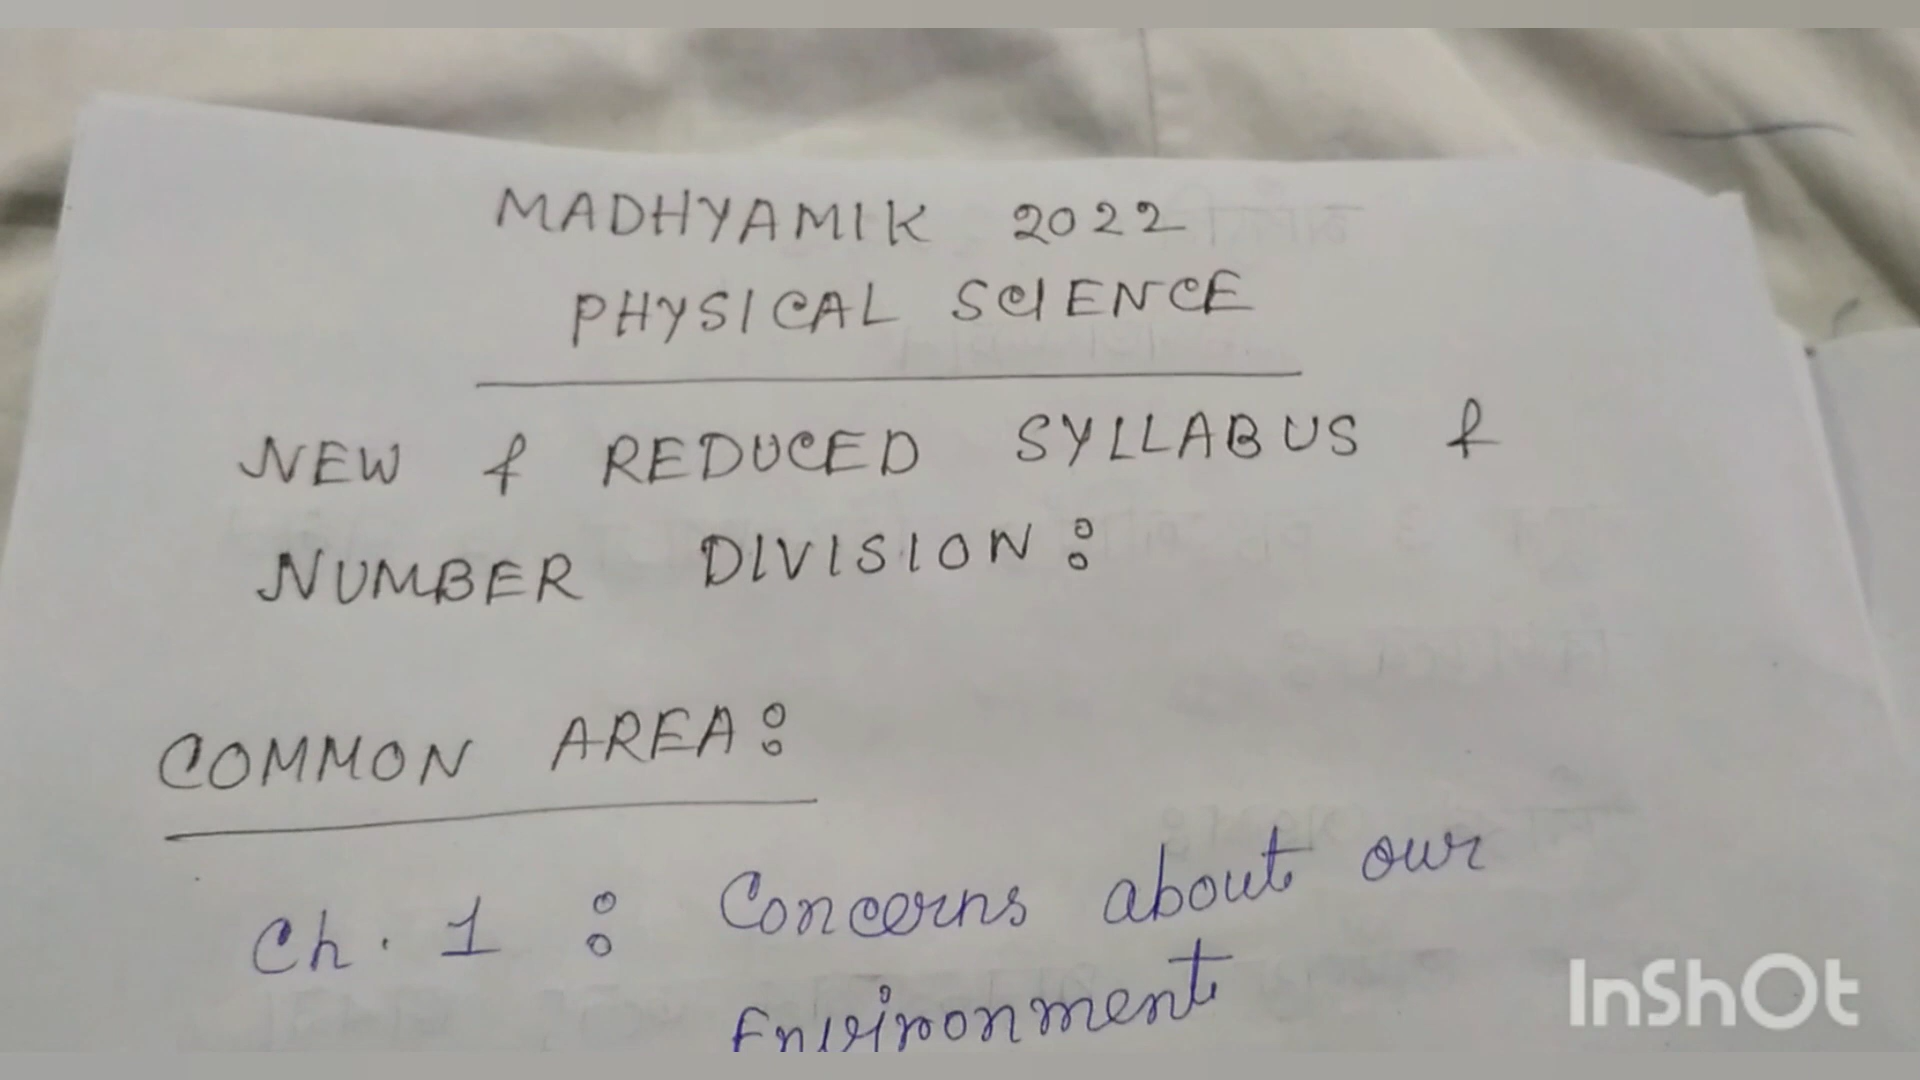 MADHYAMIK 2022
PHYSICAL SCIENCE
NEW & REDUCED SYLLABUS &
NUMBER DIVISION:
COMMON AREA:
Ch. 1 : Concerns about our
Environment
InShOt